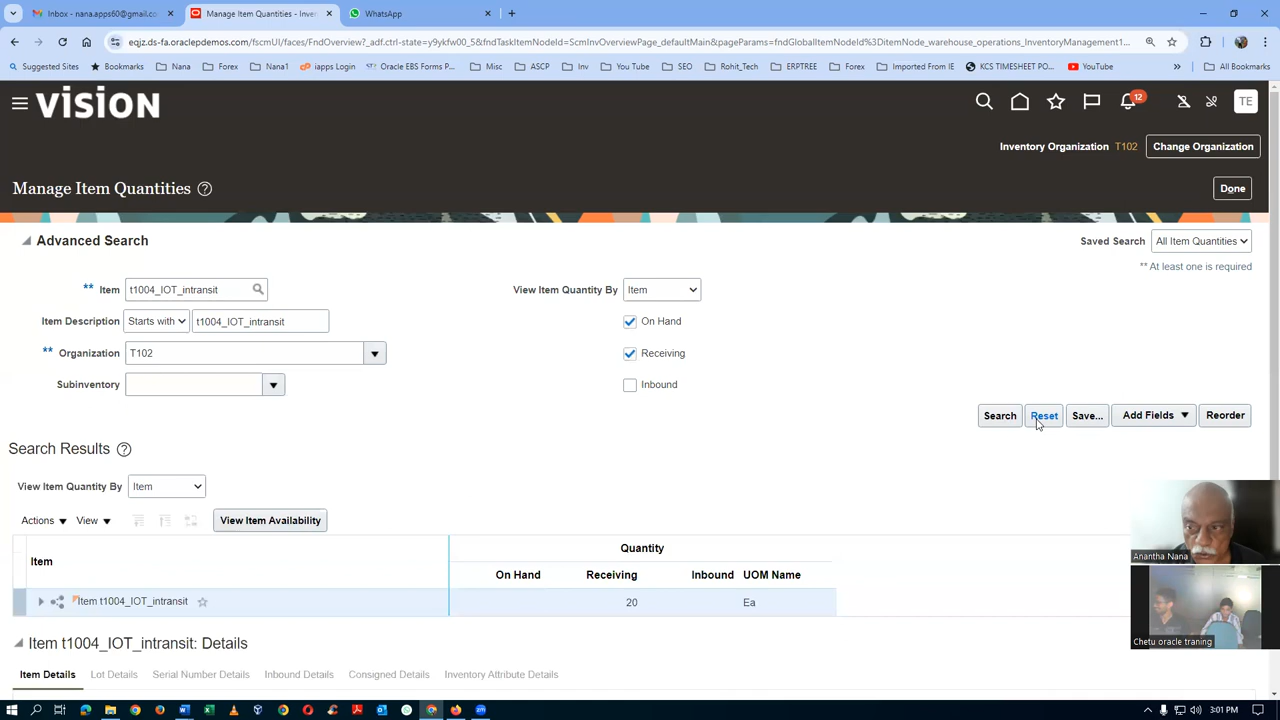 Inbox - nana.apps60@gmail.co
Manage Item Quantities - Inven
WhatsApp
eqjz.ds-fa.oraclepdemos.com/fscmUI/faces/FndOverview?_adf.ctrl-state=y9ykfw00_5&fndTaskItemNodeId=ScmInvOverviewPage_defaultMain&pageParams=fndGlobalItemNodeId%3DitemNode_warehouse_operations_InventoryManagement1...
Suggested Sites Bookmarks Nana Forex Nana1 iapps Login Oracle EBS Forms P... Misc ASCP Inv You Tube SEO Rohit_Tech ERPTREE Forex Imported From IE KCS TIMESHEET PO... YouTube » All Bookmarks
VISION
12
TE
Inventory Organization T102 Change Organization
Manage Item Quantities ?
Done
Advanced Search
Saved Search All Item Quantities
** At least one is required
** Item t1004_IOT_intransit
View Item Quantity By Item
Item Description Starts with t1004_IOT_intransit
On Hand
** Organization T102
Receiving
Subinventory
Inbound
Search Reset Save... Add Fields Reorder
Search Results ?
View Item Quantity By Item
Actions View View Item Availability
Item
Quantity
On Hand Receiving Inbound UOM Name
Item t1004_IOT_intransit 20 Ea
Item t1004_IOT_intransit: Details
Item Details Lot Details Serial Number Details Inbound Details Consigned Details Inventory Attribute Details
Anantha Nana
Chetu oracle traning
3:01 PM